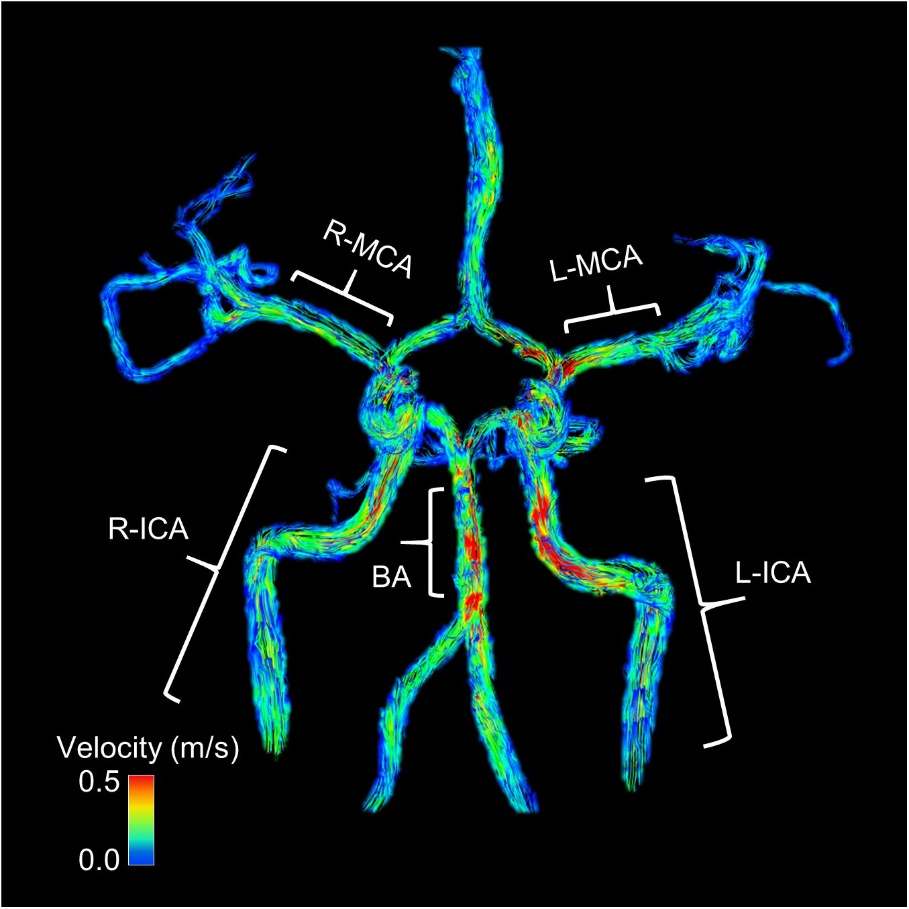 R-MCA
L-MCA
R-ICA
BA
L-ICA
Velocity (m/s)
0.5
0.0